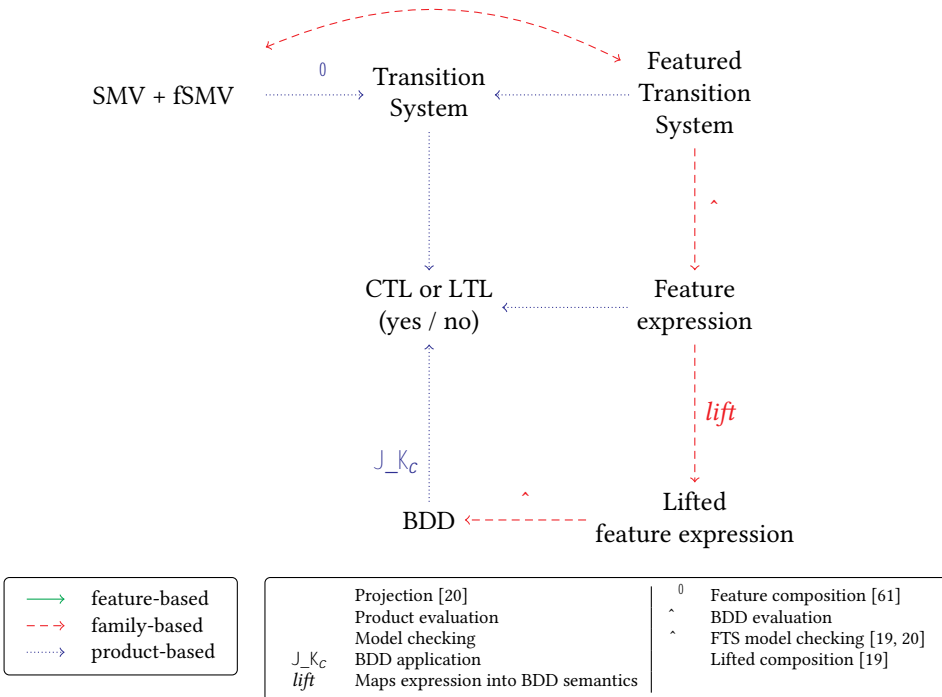 0
SMV + fSMV
Transition
System
Featured
Transition
System
ˆ
CTL or LTL
(yes / no)
Feature
expression
lift
J_K_C
ˆ
BDD
Lifted
feature expression
feature-based
family-based
product-based
Projection [20]
Product evaluation
Model checking
J_K_C BDD application
lift Maps expression into BDD semantics
0 Feature composition [61]
ˆ BDD evaluation
ˆ FTS model checking [19, 20]
Lifted composition [19]